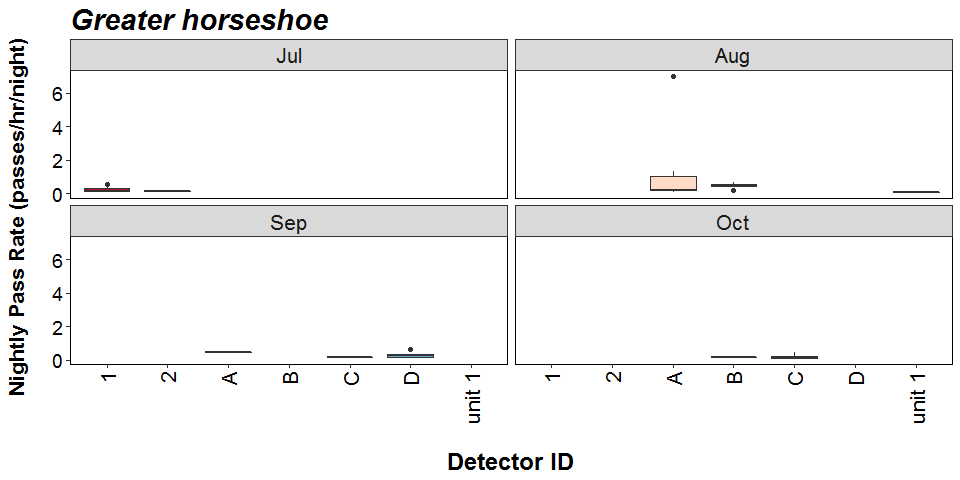 Greater horseshoe
Nightly Pass Rate (passes/hr/night)
Jul
Aug
6
4
2
0
Sep
Oct
6
4
2
0
1 2 A B C D unit 1
1 2 A B C D unit 1
Detector ID